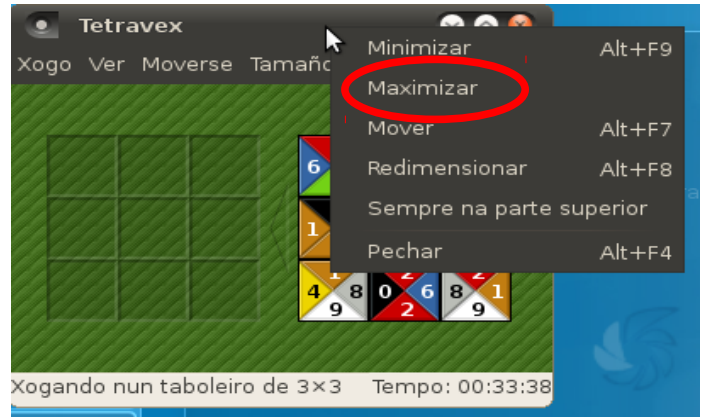 Tetravex
Xogo Ver Moverse Tamaño
Minimizar Alt+F9
Maximizar
Mover Alt+F7
Redimensionar Alt+F8
Sempre na parte superior
Pechar Alt+F4
6
1
1 2 2
4 8 0 6 8 1
9 2 9
Xogando nun taboleiro de 3×3 Tempo: 00:33:38